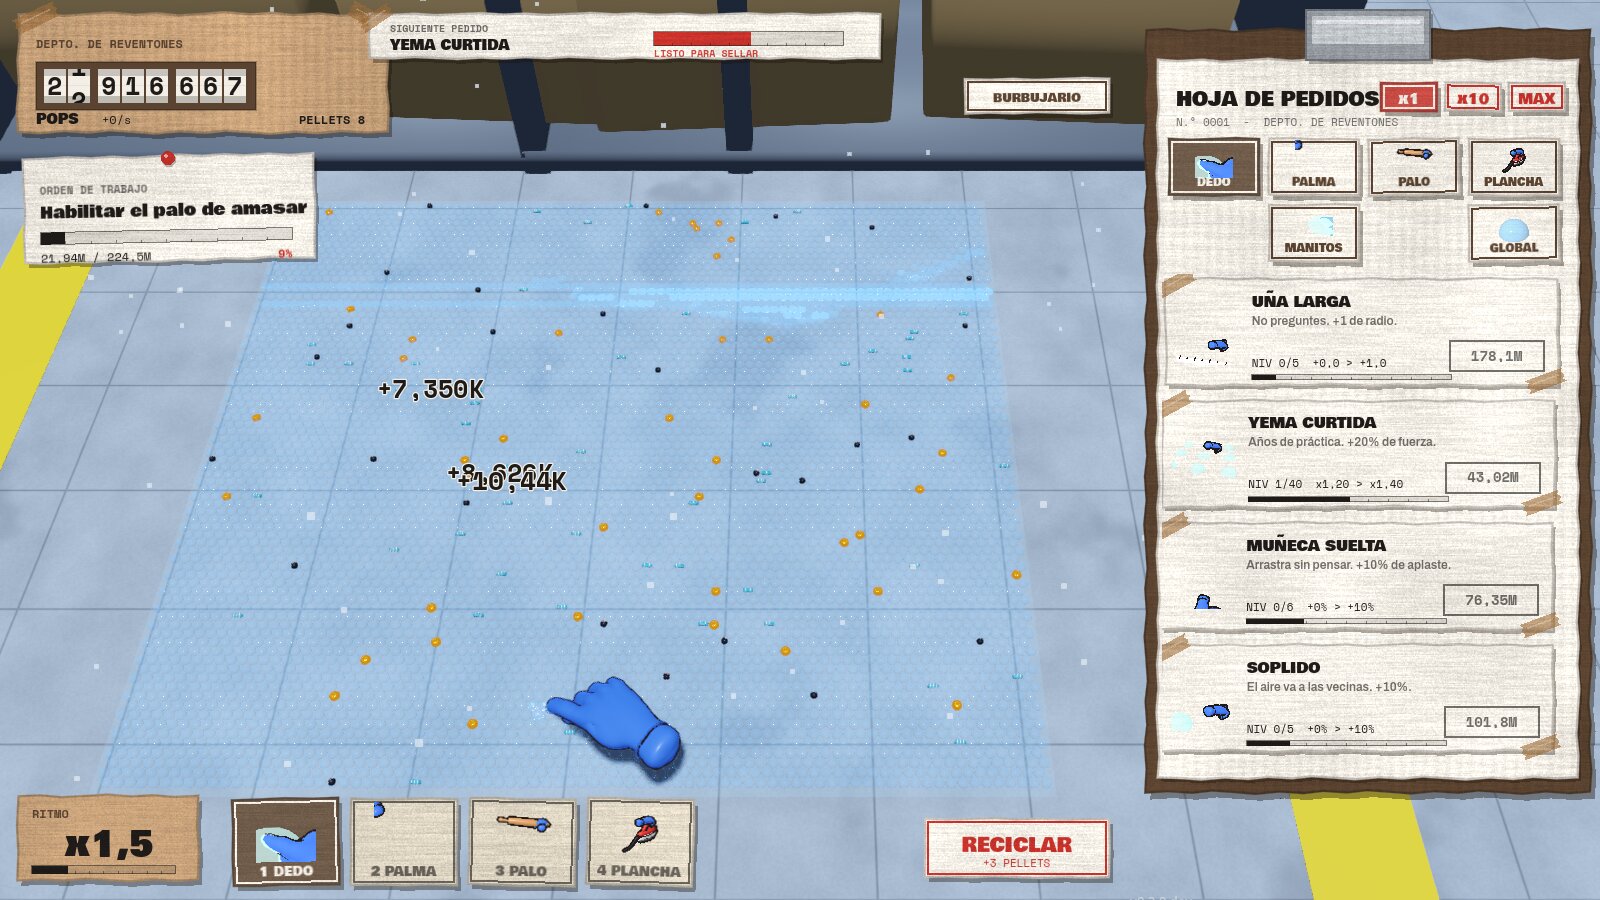 DEPTO. DE REVENTONES
916 667
POPS +0/s PELLETS 8
SIGUIENTE PEDIDO
YEMA CURTIDA
LISTO PARA SELLAR
BURBUJARIO
ORDEN DE TRABAJO
Habilitar el palo de amasar
21.94M / 224.5M 9%
+7,350K
+10,44K
RITMO
x1,5
1 DEDO
2 PALMA
3 PALO
4 PLANCHA
RECICLAR
+3 PELLETS
HOJA DE PEDIDOS x1 x10 MAX
N.° 0001 - DEPTO. DE REVENTONES
DEDO PALMA PALO PLANCHA
MANITOS GLOBAL
UÑA LARGA
No preguntes. +1 de radio.
NIV 0/5 +0,0 > +1,0 178,1M
YEMA CURTIDA
Años de práctica. +20% de fuerza.
NIV 1/40 x1,20 > x1,40 43,02M
MUÑECA SUELTA
Arrastra sin pensar. +10% de aplaste.
NIV 0/6 +0% > +10% 76,35M
SOPLIDO
El aire va a las vecinas. +10%.
NIV 0/5 +0% > +10% 101,8M